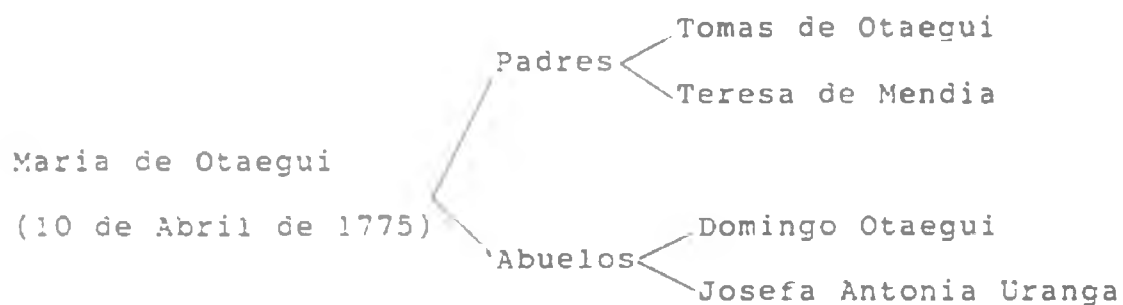 Tomas de Otaegui
Padres
Teresa de Mendia
Maria de Otaegui
(10 de Abril de 1775)
Domingo Otaegui
Abuelos
Josefa Antonia Uranga